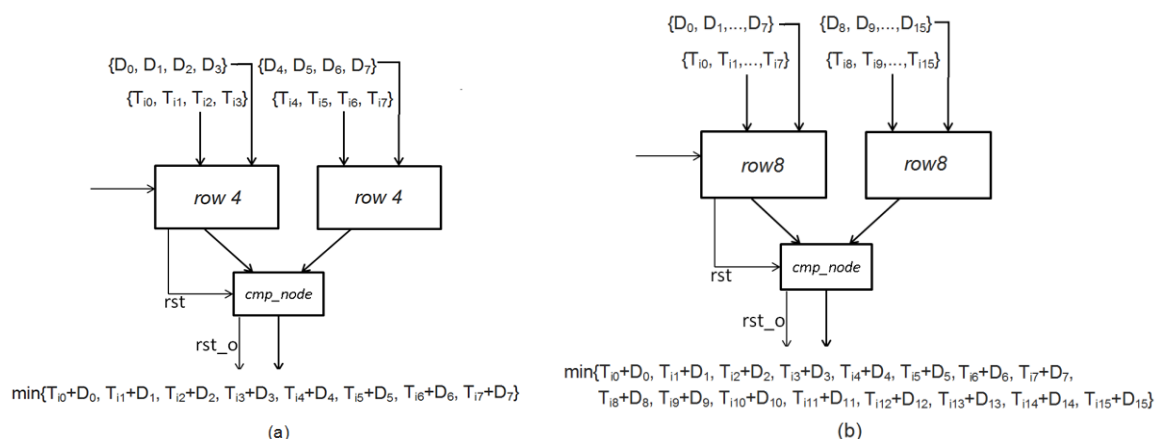 {D₀, D₁, D₂, D₃} {D₄, D₅, D₆, D₇}
{Tᵢ₀, Tᵢ₁, Tᵢ₂, Tᵢ₃} {Tᵢ₄, Tᵢ₅, Tᵢ₆, Tᵢ₇}
row 4 row 4
cmp_node
rst
rst_o
min{Tᵢ₀+D₀, Tᵢ₁+D₁, Tᵢ₂+D₂, Tᵢ₃+D₃, Tᵢ₄+D₄, Tᵢ₅+D₅, Tᵢ₆+D₆, Tᵢ₇+D₇}
(a)
{D₀, D₁,...,D₇} {D₈, D₉,...,D₁₅}
{Tᵢ₀, Tᵢ₁,...,Tᵢ₇} {Tᵢ₈, Tᵢ₉,...,Tᵢ₁₅}
row8 row8
cmp_node
rst
rst_o
min{Tᵢ₀+D₀, Tᵢ₁+D₁, Tᵢ₂+D₂, Tᵢ₃+D₃, Tᵢ₄+D₄, Tᵢ₅+D₅, Tᵢ₆+D₆, Tᵢ₇+D₇,
Tᵢ₈+D₈, Tᵢ₉+D₉, Tᵢ₁₀+D₁₀, Tᵢ₁₁+D₁₁, Tᵢ₁₂+D₁₂, Tᵢ₁₃+D₁₃, Tᵢ₁₄+D₁₄, Tᵢ₁₅+D₁₅}
(b)